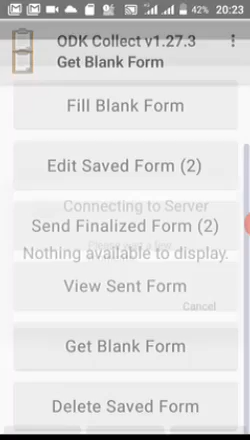 42% 20:23
ODK Collect v1.27.3
Get Blank Form
Fill Blank Form
Edit Saved Form (2)
Connecting to Server
Send Finalized Form (2)
Nothing available to display.
View Sent Form
Cancel
Get Blank Form
Delete Saved Form